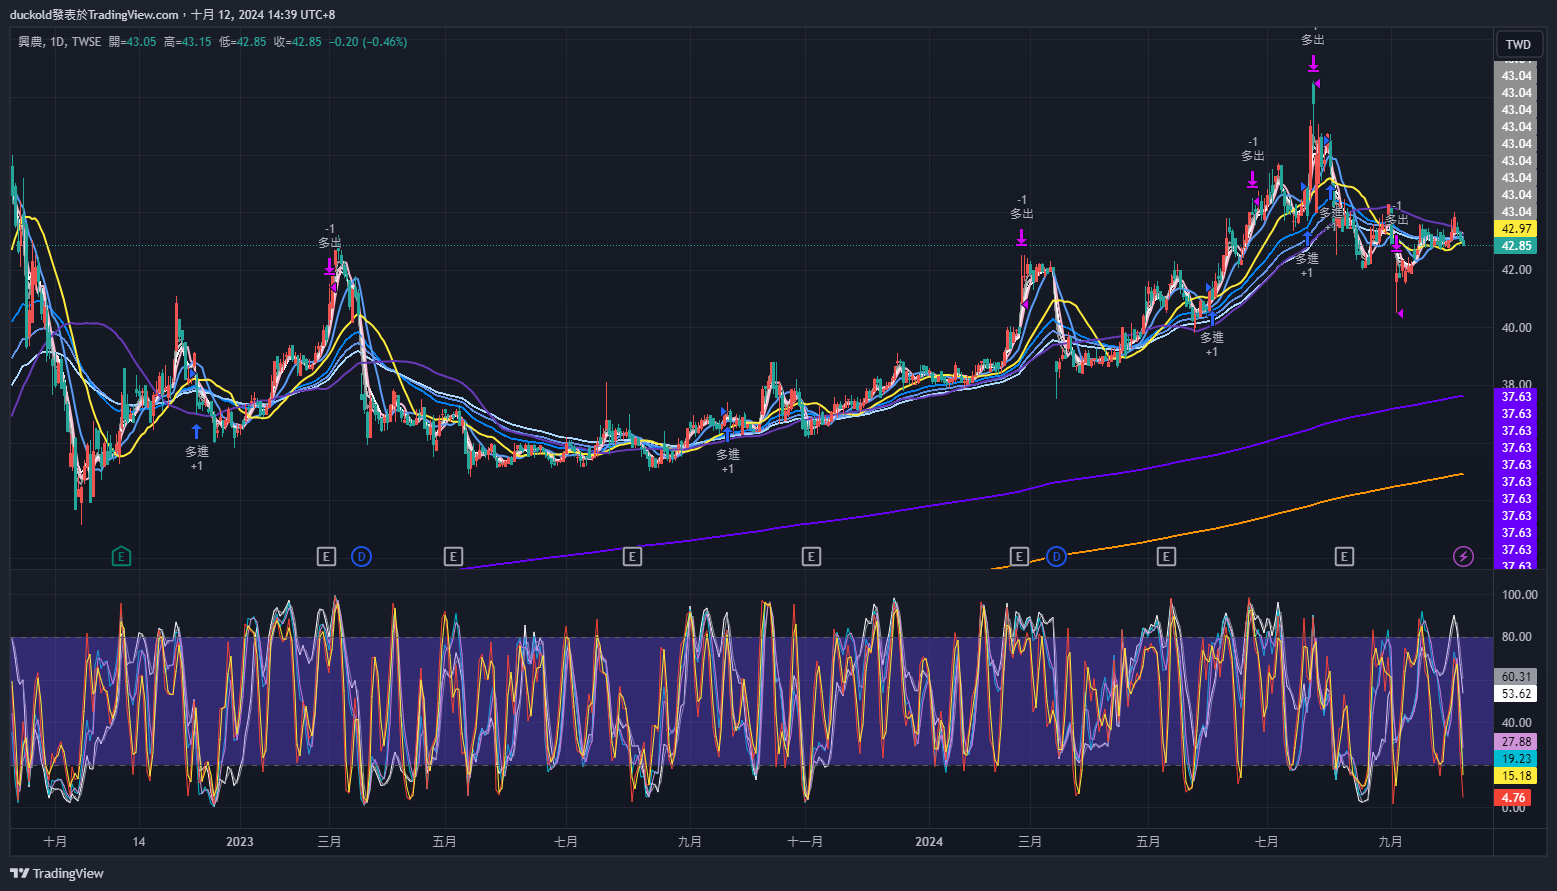 duckold發表於TradingView.com，十月 12, 2024 14:39 UTC+8
興農, 1D, TWSE 開=43.05 高=43.15 低=42.85 收=42.85 −0.20 (−0.46%)
TWD
43.04
43.04
43.04
43.04
43.04
43.04
43.04
43.04
43.04
42.97
42.85
42.00
40.00
38.00
37.63
37.63
37.63
37.63
37.63
37.63
37.63
37.63
37.63
37.63
37.63
多出
-1
多出
-1
多出
-1
多出
-1
多出
多進
+1
多進
+1
多進
+1
多進
+1
多進
+1
E
E
D
E
E
E
E
D
E
E
100.00
80.00
60.31
53.62
40.00
27.88
19.23
15.18
4.76
0.00
十月
14
2023
三月
五月
七月
九月
十一月
2024
三月
五月
七月
九月
TradingView